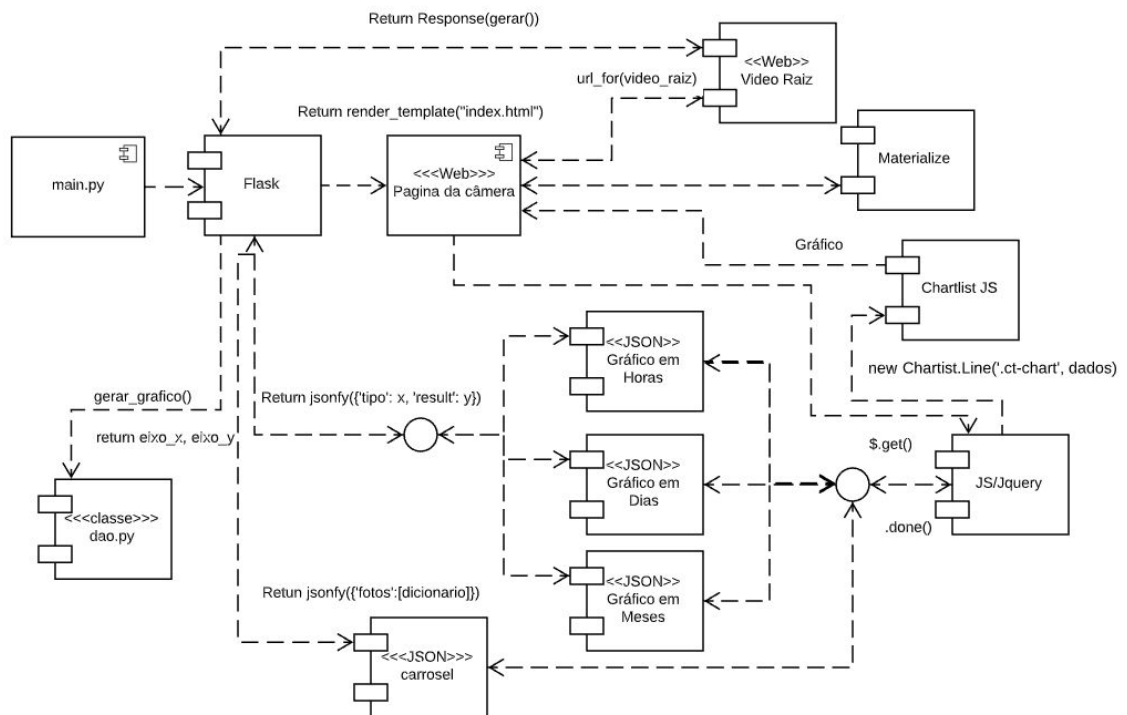 Return Response(gerar())
<<Web>>
Video Raiz
url_for(video_raiz)
Return render_template("index.html")
Materialize
main.py
Flask
<<<Web>>>
Pagina da câmera
Gráfico
Chartlist JS
<<JSON>>
Gráfico em
Horas
new Chartist.Line('.ct-chart', dados)
gerar_grafico()
Return jsonfy({'tipo': x, 'result': y})
return eixo_x, eixo_y
$.get()
<<JSON>>
Gráfico em
Dias
JS/Jquery
<<<classe>>>
dao.py
.done()
<<JSON>>
Gráfico em
Meses
Retun jsonfy({'fotos':[dicionario]})
<<<JSON>>>
carrosel